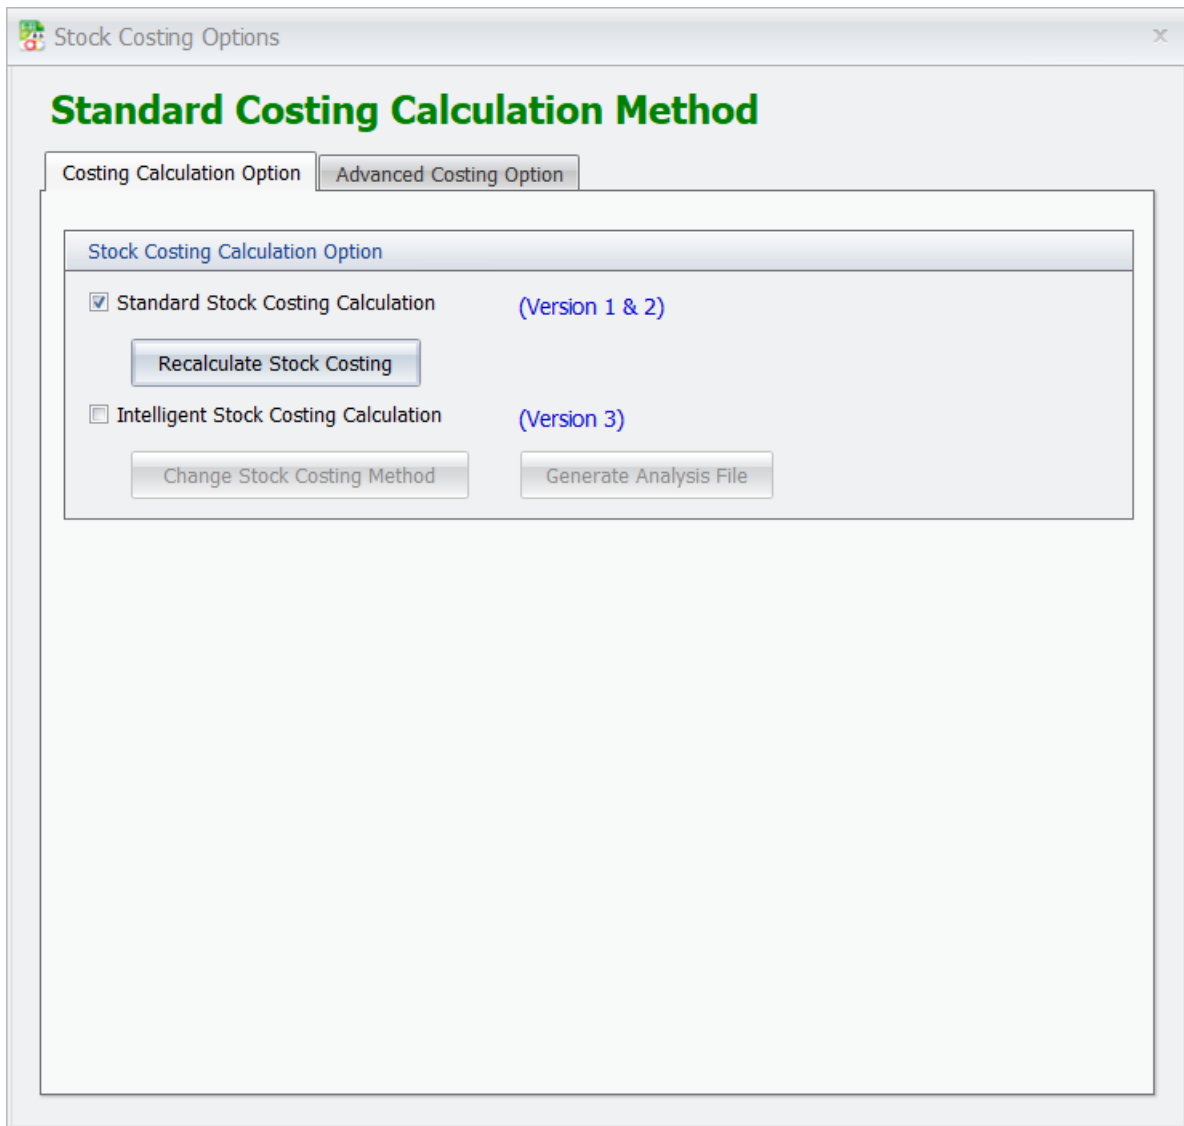 Stock Costing Options
Standard Costing Calculation Method
Costing Calculation Option Advanced Costing Option
Stock Costing Calculation Option
Standard Stock Costing Calculation (Version 1 & 2)
Recalculate Stock Costing
Intelligent Stock Costing Calculation (Version 3)
Change Stock Costing Method Generate Analysis File